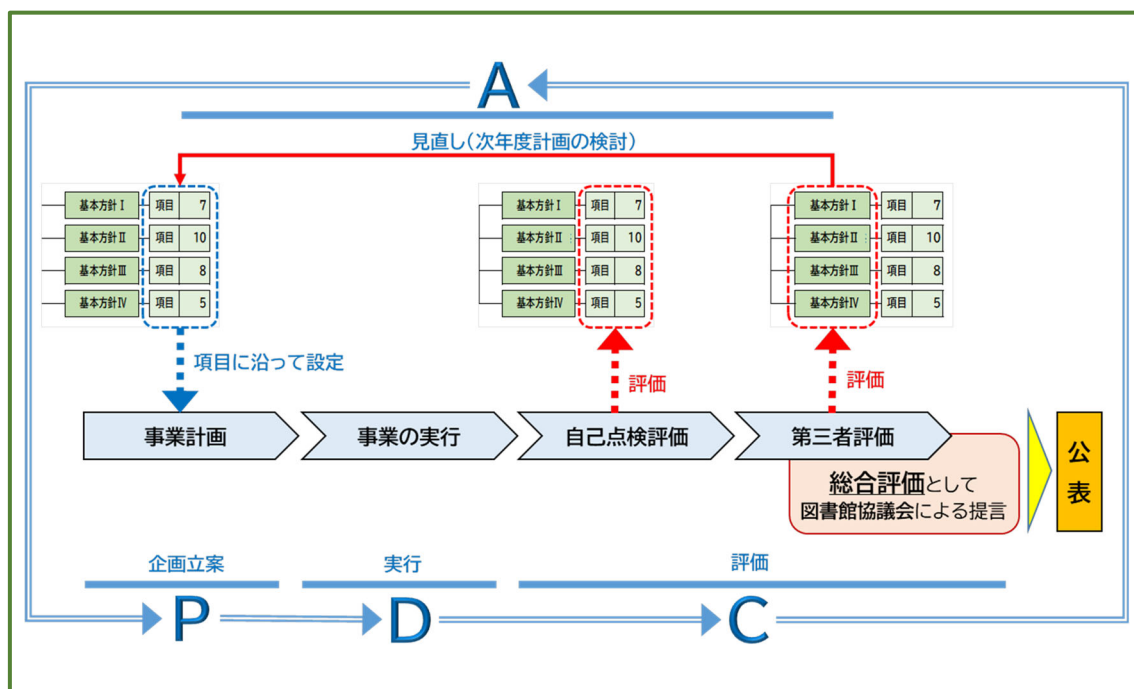 A
見直し(次年度計画の検討)
基本方針Ⅰ 項目 7
基本方針Ⅱ 項目 10
基本方針Ⅲ 項目 8
基本方針Ⅳ 項目 5
基本方針Ⅰ 項目 7
基本方針Ⅱ 項目 10
基本方針Ⅲ 項目 8
基本方針Ⅳ 項目 5
基本方針Ⅰ 項目 7
基本方針Ⅱ 項目 10
基本方針Ⅲ 項目 8
基本方針Ⅳ 項目 5
項目に沿って設定
評価
評価
事業計画
事業の実行
自己点検評価
第三者評価
総合評価として
図書館協議会による提言
公表
企画立案
実行
評価
P
D
C